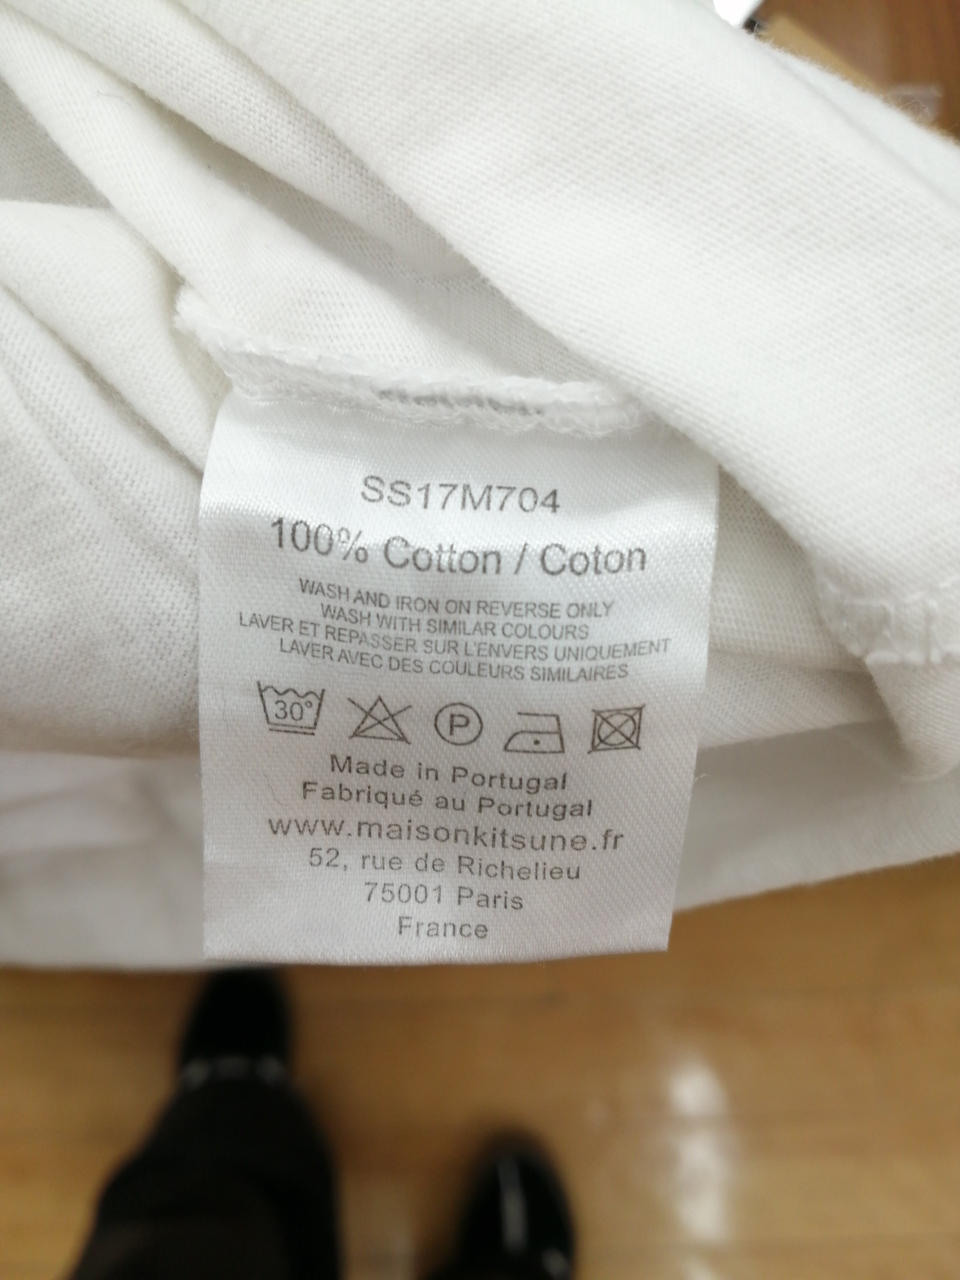 SS17M704
100% Cotton / Coton
WASH AND IRON ON REVERSE ONLY
WASH WITH SIMILAR COLOURS
LAVER ET REPASSER SUR L'ENVERS UNIQUEMENT
LAVER AVEC DES COULEURS SIMILAIRES
30° P
Made in Portugal
Fabriqué au Portugal
www.maisonkitsune.fr
52, rue de Richelieu
75001 Paris
France